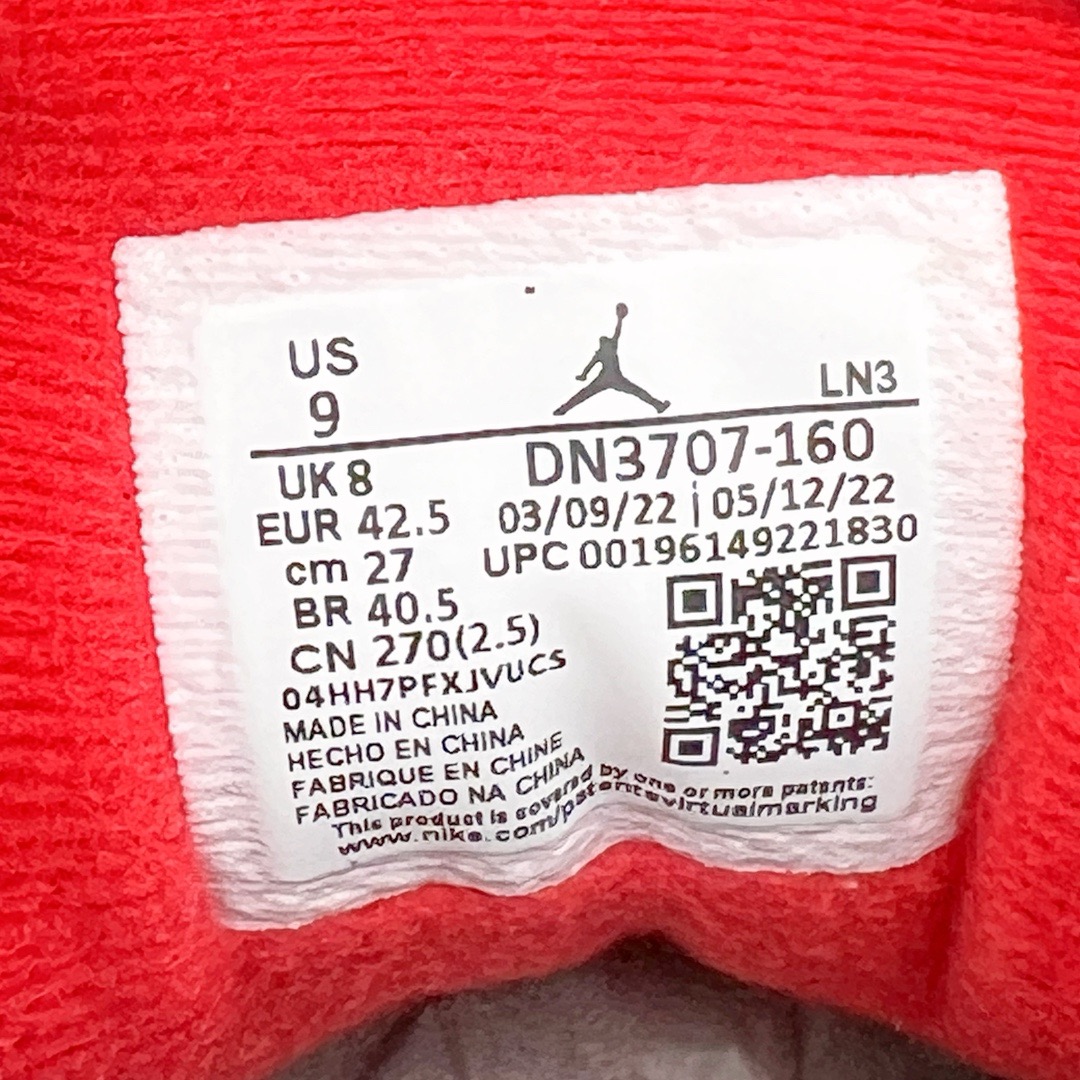 US
9
LN3
UK 8
DN3707-160
EUR 42.5
03/09/22 | 05/12/22
cm 27
UPC 00196149221830
BR 40.5
CN 270(2.5)
04HH7PFXJVUCS
MADE IN CHINA
HECHO EN CHINA
FABRIQUE EN CHINE
FABRICADO NA CHINA
This product is covered by one or more patents:
www.nike.com/patentsvirtualmarking